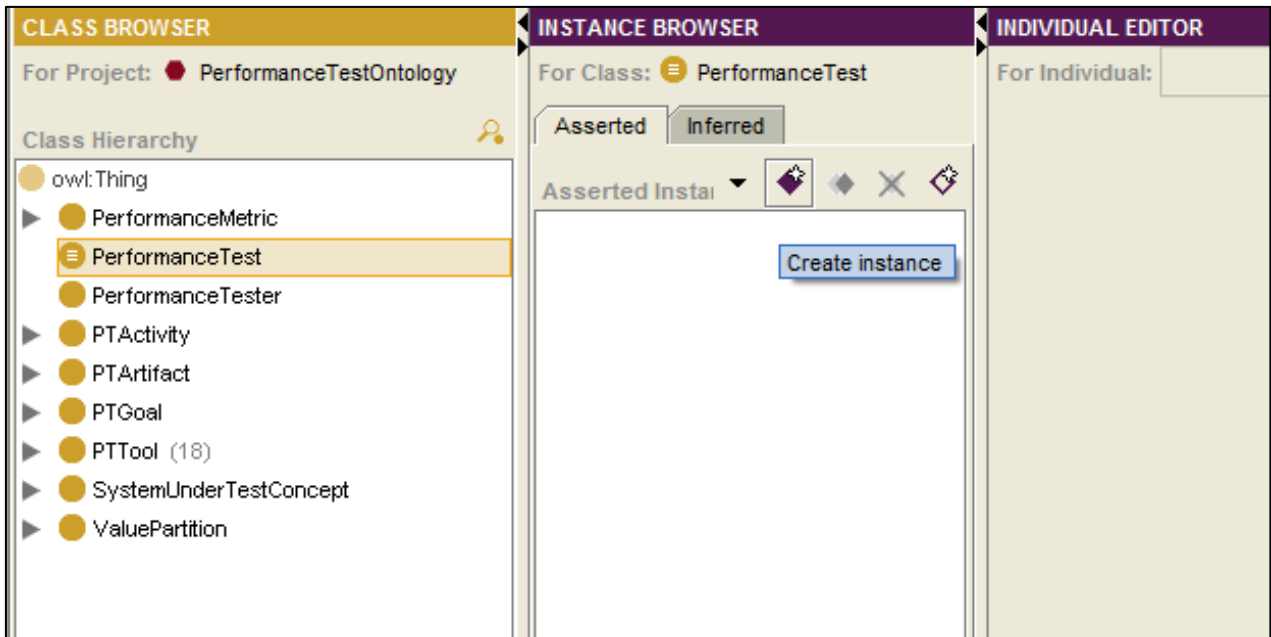 CLASS BROWSER
For Project: PerformanceTestOntology
Class Hierarchy
owl:Thing
PerformanceMetric
PerformanceTest
PerformanceTester
PTActivity
PTArtifact
PTGoal
PTTool (18)
SystemUnderTestConcept
ValuePartition
INSTANCE BROWSER
For Class: PerformanceTest
Asserted Inferred
Asserted Instai
Create instance
INDIVIDUAL EDITOR
For Individual: